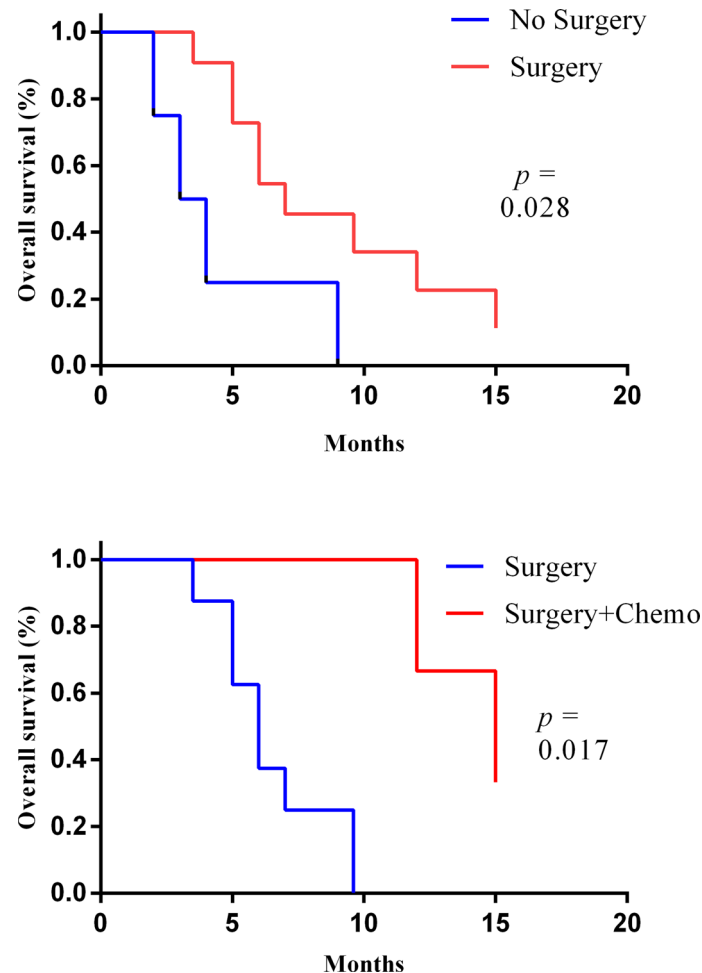 No Surgery
Surgery
p =
0.028
Overall survival (%)
1.0
0.8
0.6
0.4
0.2
0.0
0 5 10 15 20
Months
Surgery
Surgery+Chemo
p =
0.017
Overall survival (%)
1.0
0.8
0.6
0.4
0.2
0.0
0 5 10 15 20
Months